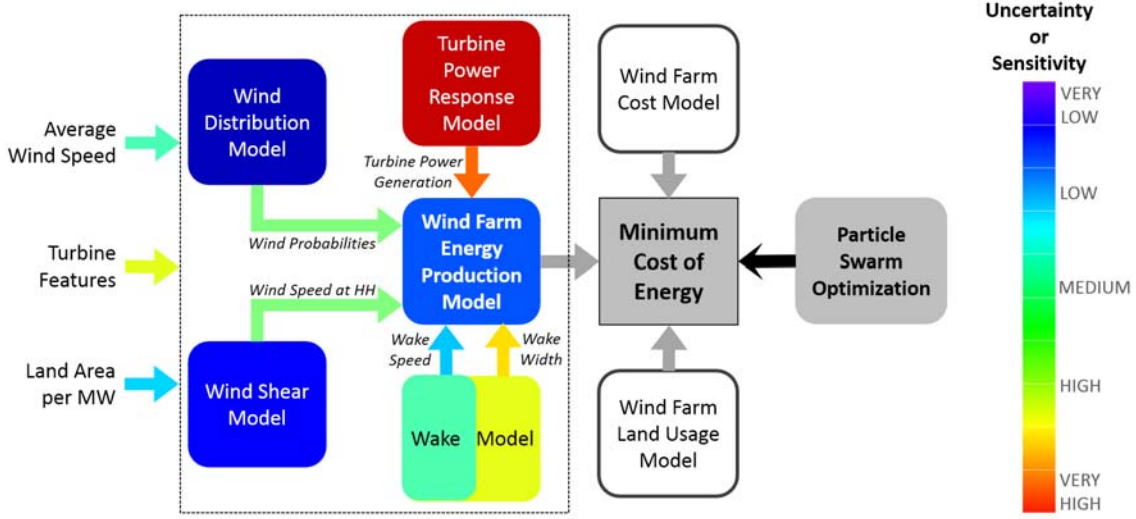 Uncertainty
or
Sensitivity
VERY
LOW
LOW
MEDIUM
HIGH
VERY
HIGH
Average
Wind Speed
Turbine
Features
Land Area
per MW
Wind
Distribution
Model
Wind Probabilities
Wind Speed at HH
Wind Shear
Model
Turbine
Power
Response
Model
Turbine Power
Generation
Wind Farm
Energy
Production
Model
Wake
Speed
Wake
Width
Wake Model
Wind Farm
Cost Model
Minimum
Cost of
Energy
Wind Farm
Land Usage
Model
Particle
Swarm
Optimization